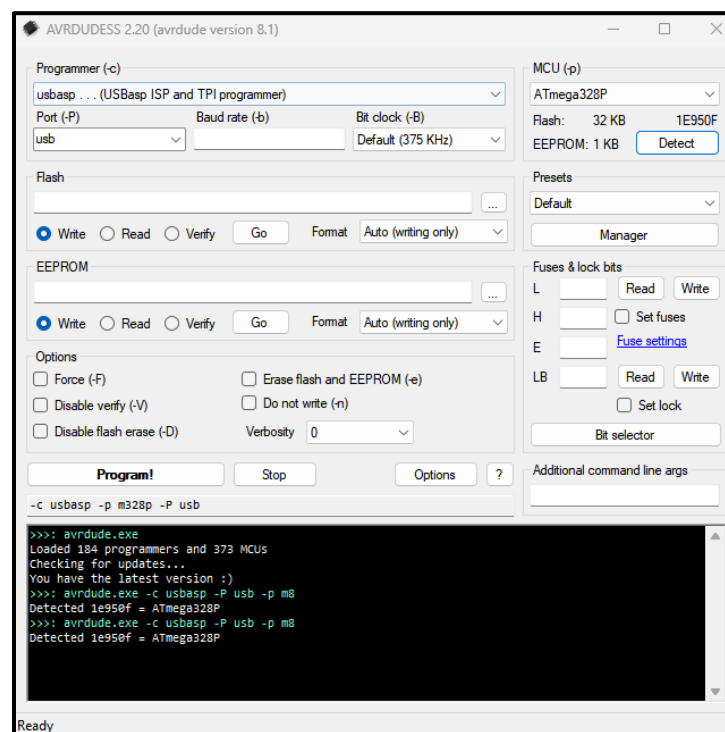 AVRDUDESS 2.20 (avrdude version 8.1)
Programmer (-c)
usbasp . . . (USBasp ISP and TPI programmer)
Port (-P) Baud rate (-b) Bit clock (-B)
usb Default (375 KHz)
MCU (-p)
ATmega328P
Flash: 32 KB 1E950F
EEPROM: 1 KB Detect
Flash
...
Write Read Verify Go Format Auto (writing only)
Presets
Default
Manager
EEPROM
...
Write Read Verify Go Format Auto (writing only)
Fuses & lock bits
L Read Write
H Set fuses
E Fuse settings
LB Read Write
Set lock
Bit selector
Options
Force (-F) Erase flash and EEPROM (-e)
Disable verify (-V) Do not write (-n)
Disable flash erase (-D) Verbosity 0
Program! Stop Options ?
Additional command line args
-c usbasp -p m328p -P usb
>>>: avrdude.exe
Loaded 184 programmers and 373 MCUs
Checking for updates...
You have the latest version :)
>>>: avrdude.exe -c usbasp -P usb -p m8
Detected 1e950f = ATmega328P
>>>: avrdude.exe -c usbasp -P usb -p m8
Detected 1e950f = ATmega328P
Ready